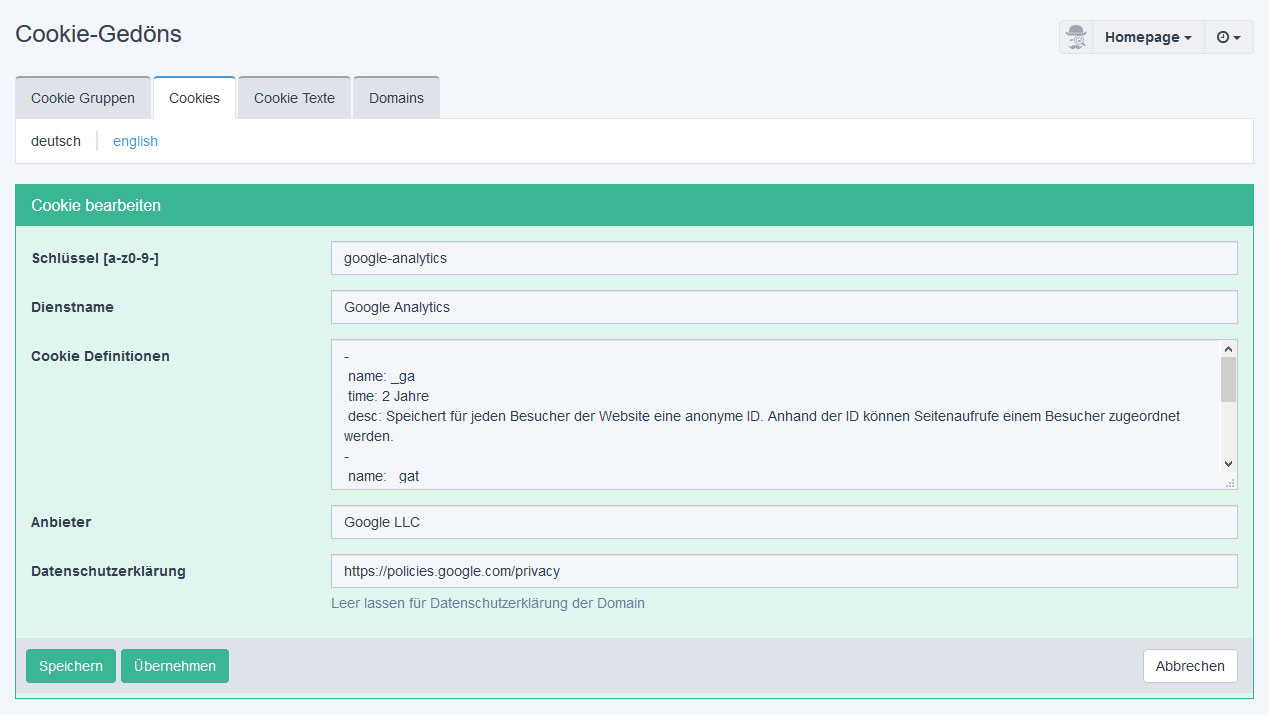 Cookie-Gedöns
Homepage
Cookie Gruppen
Cookies
Cookie Texte
Domains
deutsch
english
Cookie bearbeiten
Schlüssel [a-z0-9-]
google-analytics
Dienstname
Google Analytics
Cookie Definitionen
-
name: _ga
time: 2 Jahre
desc: Speichert für jeden Besucher der Website eine anonyme ID. Anhand der ID können Seitenaufrufe einem Besucher zugeordnet
werden.
-
name: _gat
Anbieter
Google LLC
Datenschutzerklärung
https://policies.google.com/privacy
Leer lassen für Datenschutzerklärung der Domain
Speichern
Übernehmen
Abbrechen